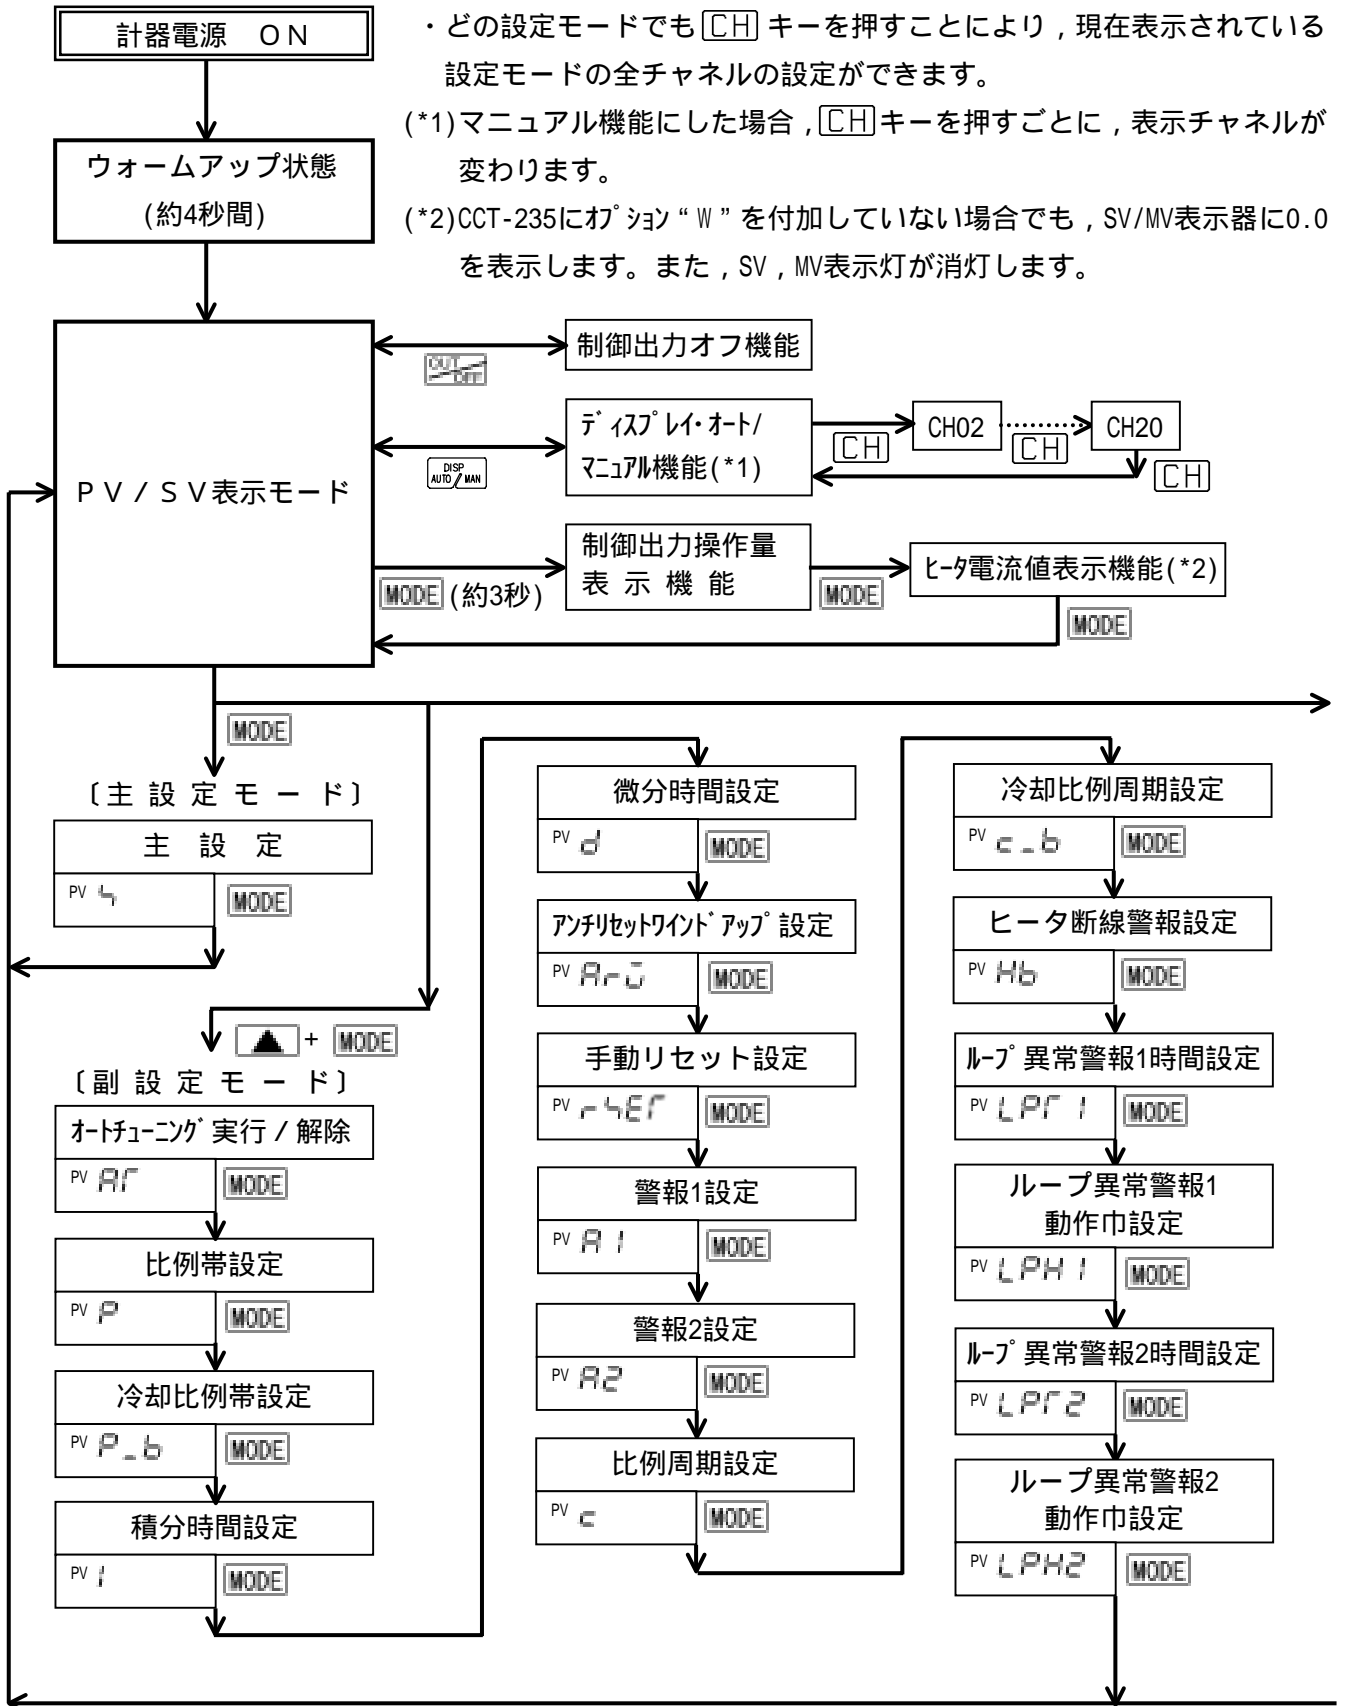 計器電源　ＯＮ
・どの設定モードでも CH キーを押すことにより，現在表示されている
設定モードの全チャネルの設定ができます。
(*1)マニュアル機能にした場合，CH キーを押すごとに，表示チャネルが
変わります。
(*2)CCT-235にｵﾌﾟｼｮﾝ“Ｗ”を付加していない場合でも，SV/MV表示器に0.0
を表示します。また，SV，MV表示灯が消灯します。
ウォームアップ状態
(約4秒間)
ＰＶ／ＳＶ表示モード
OUT/OFF
制御出力オフ機能
DISP AUTO/MAN
ﾃﾞｨｽﾌﾟﾚｲ･ｵｰﾄ/
ﾏﾆｭｱﾙ機能(*1)
CH
CH02
CH
CH20
CH
MODE (約3秒)
制御出力操作量
表 示 機 能
MODE
ﾋｰﾀ電流値表示機能(*2)
MODE
MODE
〔主 設 定 モ ー ド〕
主　設　定
PV S
MODE
▲ + MODE
〔副 設 定 モ ー ド〕
ｵｰﾄﾁｭｰﾆﾝｸﾞ実行／解除
PV AT
MODE
比例帯設定
PV P
MODE
冷却比例帯設定
PV P_b
MODE
積分時間設定
PV I
MODE
微分時間設定
PV d
MODE
ｱﾝﾁﾘｾｯﾄﾜｲﾝﾄﾞｱｯﾌﾟ設定
PV ArW
MODE
手動リセット設定
PV rSET
MODE
警報1設定
PV A1
MODE
警報2設定
PV A2
MODE
比例周期設定
PV c
MODE
冷却比例周期設定
PV c_b
MODE
ヒータ断線警報設定
PV Hb
MODE
ﾙｰﾌﾟ異常警報1時間設定
PV LPT1
MODE
ループ異常警報1
動作巾設定
PV LPH1
MODE
ﾙｰﾌﾟ異常警報2時間設定
PV LPT2
MODE
ループ異常警報2
動作巾設定
PV LPH2
MODE